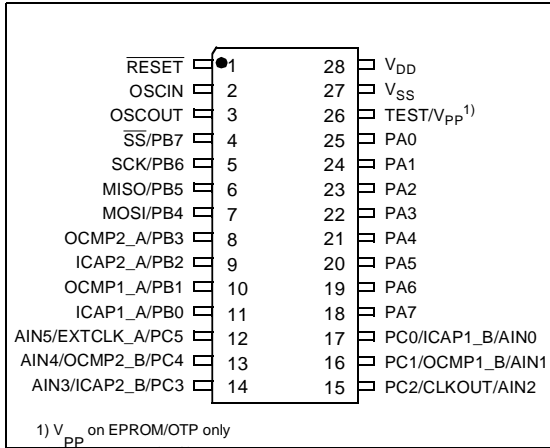 RESET 1 28 VDD
OSCIN 2 27 VSS
OSCOUT 3 26 TEST/VPP1)
SS/PB7 4 25 PA0
SCK/PB6 5 24 PA1
MISO/PB5 6 23 PA2
MOSI/PB4 7 22 PA3
OCMP2_A/PB3 8 21 PA4
ICAP2_A/PB2 9 20 PA5
OCMP1_A/PB1 10 19 PA6
ICAP1_A/PB0 11 18 PA7
AIN5/EXTCLK_A/PC5 12 17 PC0/ICAP1_B/AIN0
AIN4/OCMP2_B/PC4 13 16 PC1/OCMP1_B/AIN1
AIN3/ICAP2_B/PC3 14 15 PC2/CLKOUT/AIN2
1) VPP on EPROM/OTP only